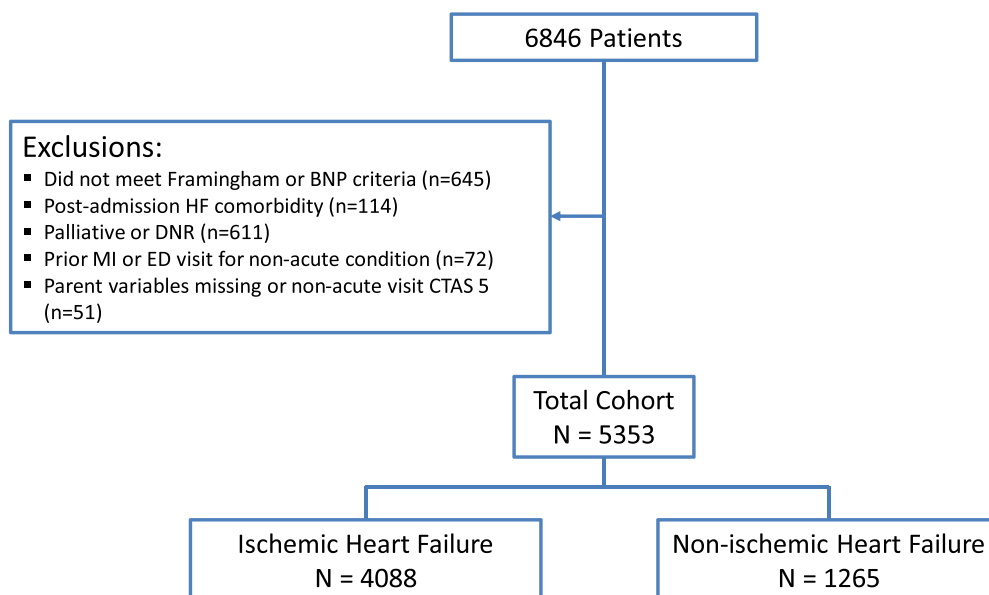 6846 Patients
Exclusions:
▪ Did not meet Framingham or BNP criteria (n=645)
▪ Post-admission HF comorbidity (n=114)
▪ Palliative or DNR (n=611)
▪ Prior MI or ED visit for non-acute condition (n=72)
▪ Parent variables missing or non-acute visit CTAS 5
(n=51)
Total Cohort
N = 5353
Ischemic Heart Failure
N = 4088
Non-ischemic Heart Failure
N = 1265